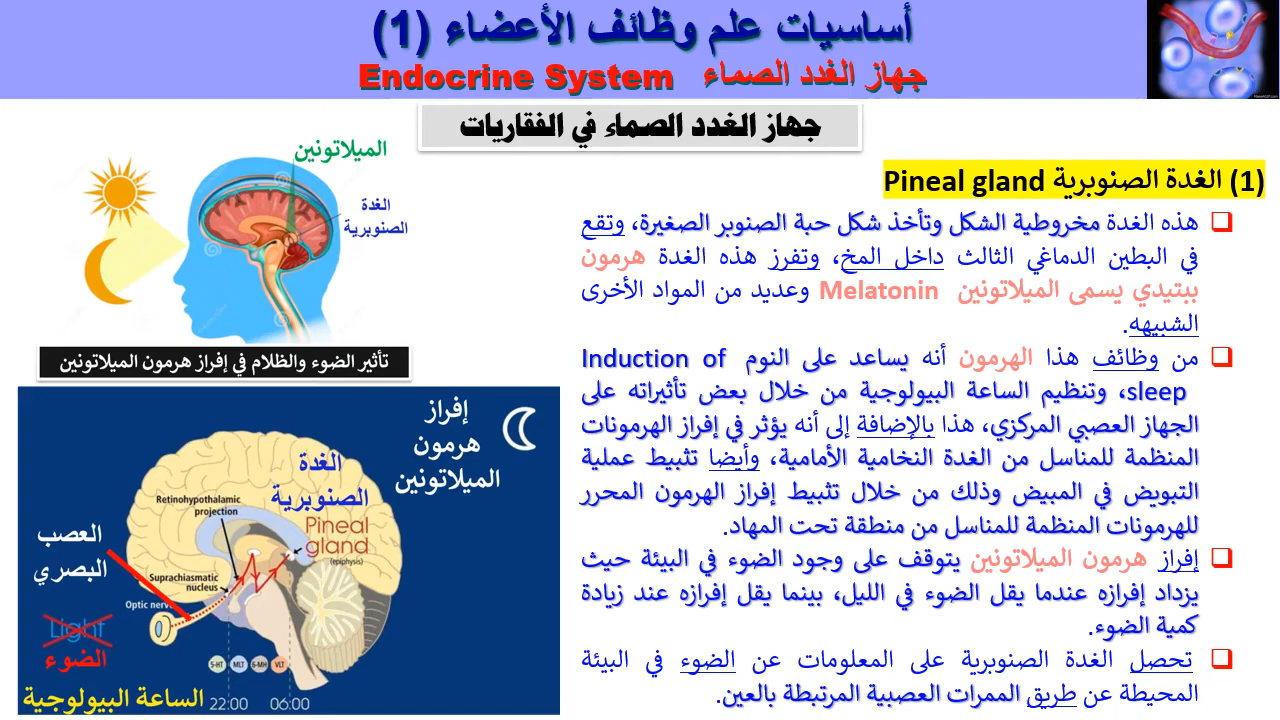 أساسيات علم وظائف الأعضاء (1)
جهاز الغدد الصماء Endocrine System
جهاز الغدد الصماء في الفقاريات
(1) الغدة الصنوبرية Pineal gland
هذه الغدة مخروطية الشكل وتأخذ شكل حبة الصنوبر الصغيرة، وتقع
في البطين الدماغي الثالث داخل المخ، وتفرز هذه الغدة هرمون
ببتيدي يسمى الميلاتونين Melatonin وعديد من المواد الأخرى
الشبيهه.
من وظائف هذا الهرمون أنه يساعد على النوم Induction of
sleep، وتنظيم الساعة البيولوجية من خلال بعض تأثيراته على
الجهاز العصبي المركزي، هذا بالإضافة إلى أنه يؤثر في إفراز الهرمونات
المنظمة للمناسل من الغدة النخامية الأمامية، وأيضا تثبيط عملية
التبويض في المبيض وذلك من خلال تثبيط إفراز الهرمون المحرر
للهرمونات المنظمة للمناسل من منطقة تحت المهاد.
إفراز هرمون الميلاتونين يتوقف على وجود الضوء في البيئة حيث
يزداد إفرازه عندما يقل الضوء في الليل، بينما يقل إفرازه عند زيادة
كمية الضوء.
تحصل الغدة الصنوبرية على المعلومات عن الضوء في البيئة
المحيطة عن طريق الممرات العصبية المرتبطة بالعين.
الميلاتونين
الغدة
الصنوبرية
تأثير الضوء والظلام في إفراز هرمون الميلاتونين
إفراز
هرمون
الميلاتونين
الغدة
الصنوبرية
Retinohypothalamic
projection
Pineal
gland
(epiphysis)
العصب
البصري
Suprachiasmatic
nucleus
Optic nerve
Light
الضوء
5-HT MLT 6-MH VLT
الساعة البيولوجية
22:00 06:00